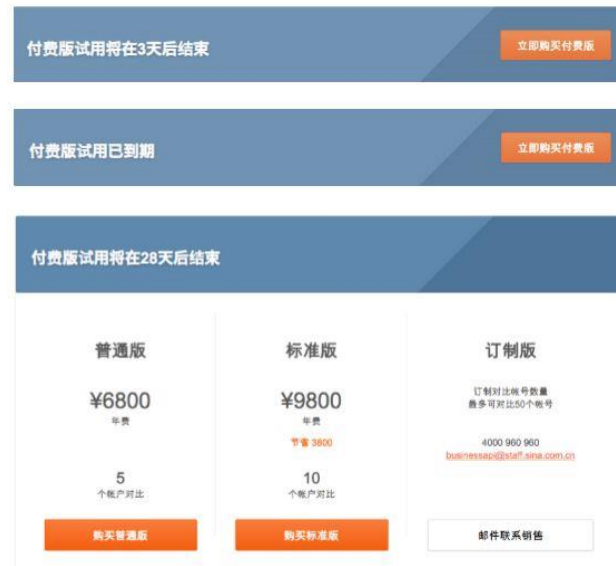 付费版试用将在3天后结束
立即购买付费版
付费版试用已到期
立即购买付费版
付费版试用将在28天后结束
普通版
¥6800
年费
5
个帐户对比
购买普通版
标准版
¥9800
年费
节省 3800
10
个帐户对比
购买标准版
订制版
订制对比帐号数量
最多可对比50个帐号
4000 960 960
businessapi@staff.sina.com.cn
邮件联系销售